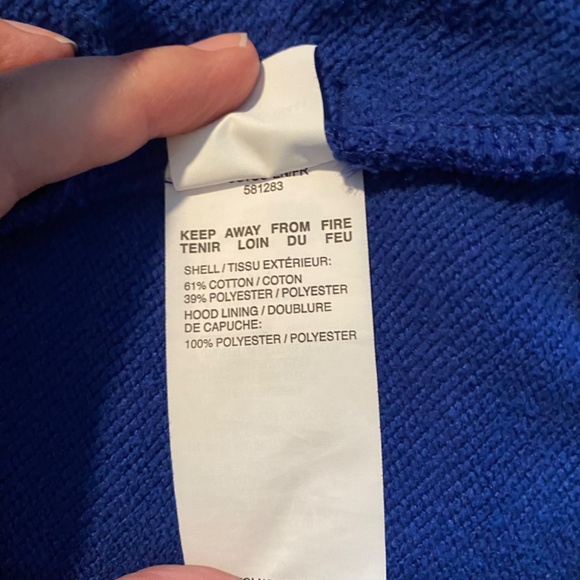 581283
KEEP AWAY FROM FIRE
TENIR LOIN DU FEU
SHELL / TISSU EXTÉRIEUR:
61% COTTON / COTON
39% POLYESTER / POLYESTER
HOOD LINING / DOUBLURE
DE CAPUCHE:
100% POLYESTER / POLYESTER